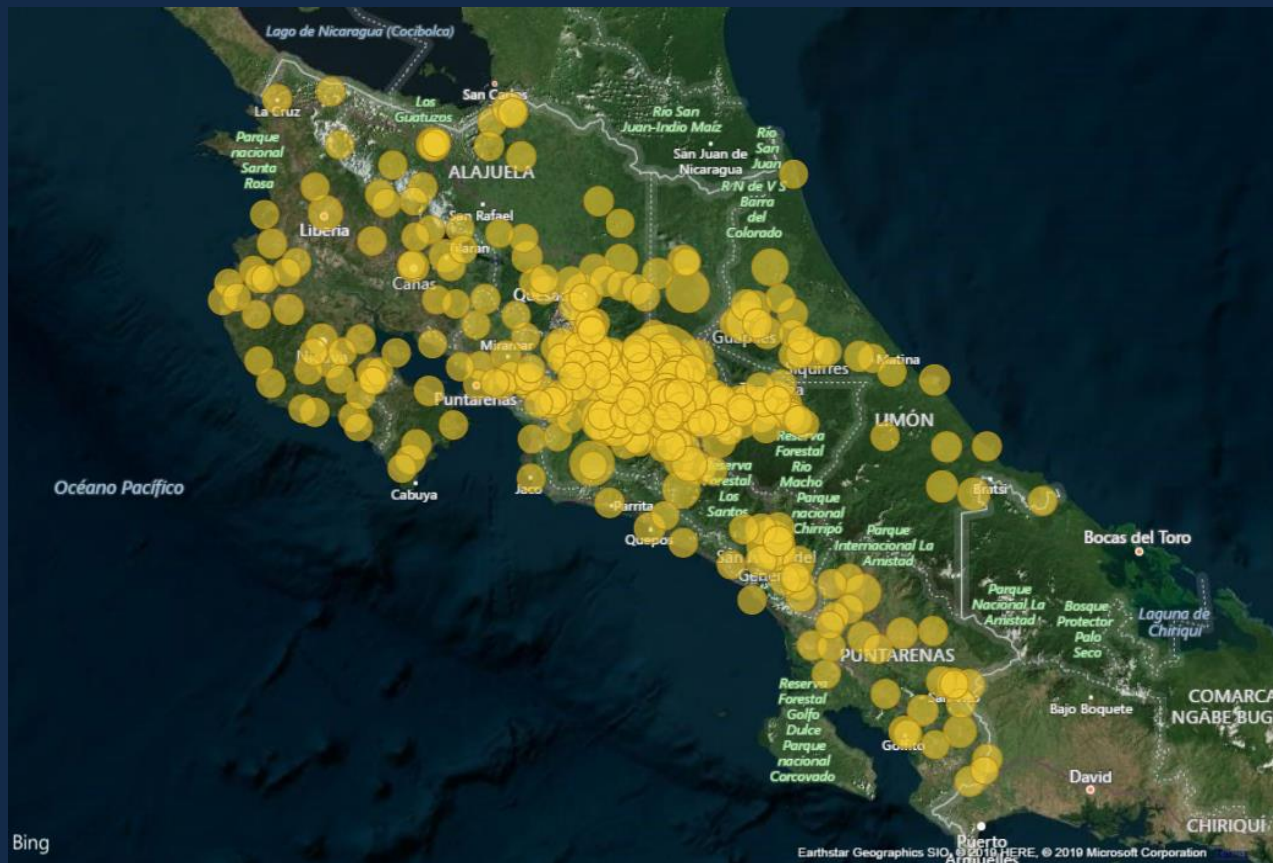 Lago de Nicaragua (Cocibolca)
La Cruz
Los
Guatuzos
San Carlos
Río San
Juan-Indio Maíz
San Juan de
Nicaragua
Río
San
Juan
Parque
nacional
Santa
Rosa
ALAJUELA
R N de V S
Barra
del
Colorado
San Rafael
Liberia
Cañas
Miramar
Puntarenas
Guápiles
Siquirres
Matina
LIMÓN
Océano Pacífico
Cabuya
Jacó
Parrita
Quepos
Reserva
Forestal
Los
Santos
Reserva
Forestal
Río
Macho
Parque
nacional
Chirripó
Bratsi
Bocas del Toro
Parque
Internacional La
Amistad
General
Parque
Nacional La
Amistad
Bosque
Protector
Palo
Seco
Laguna de
Chiriquí
PUNTARENAS
Reserva
Forestal
Golfo
Dulce
Parque
nacional
Corcovado
Golfito
Bajo Boquete
COMARCA
NGÄBE BUG
David
CHIRIQUÍ
Puerto
Armuelles
Bing
Earthstar Geographics SIO, © 2019 HERE, © 2019 Microsoft Corporation